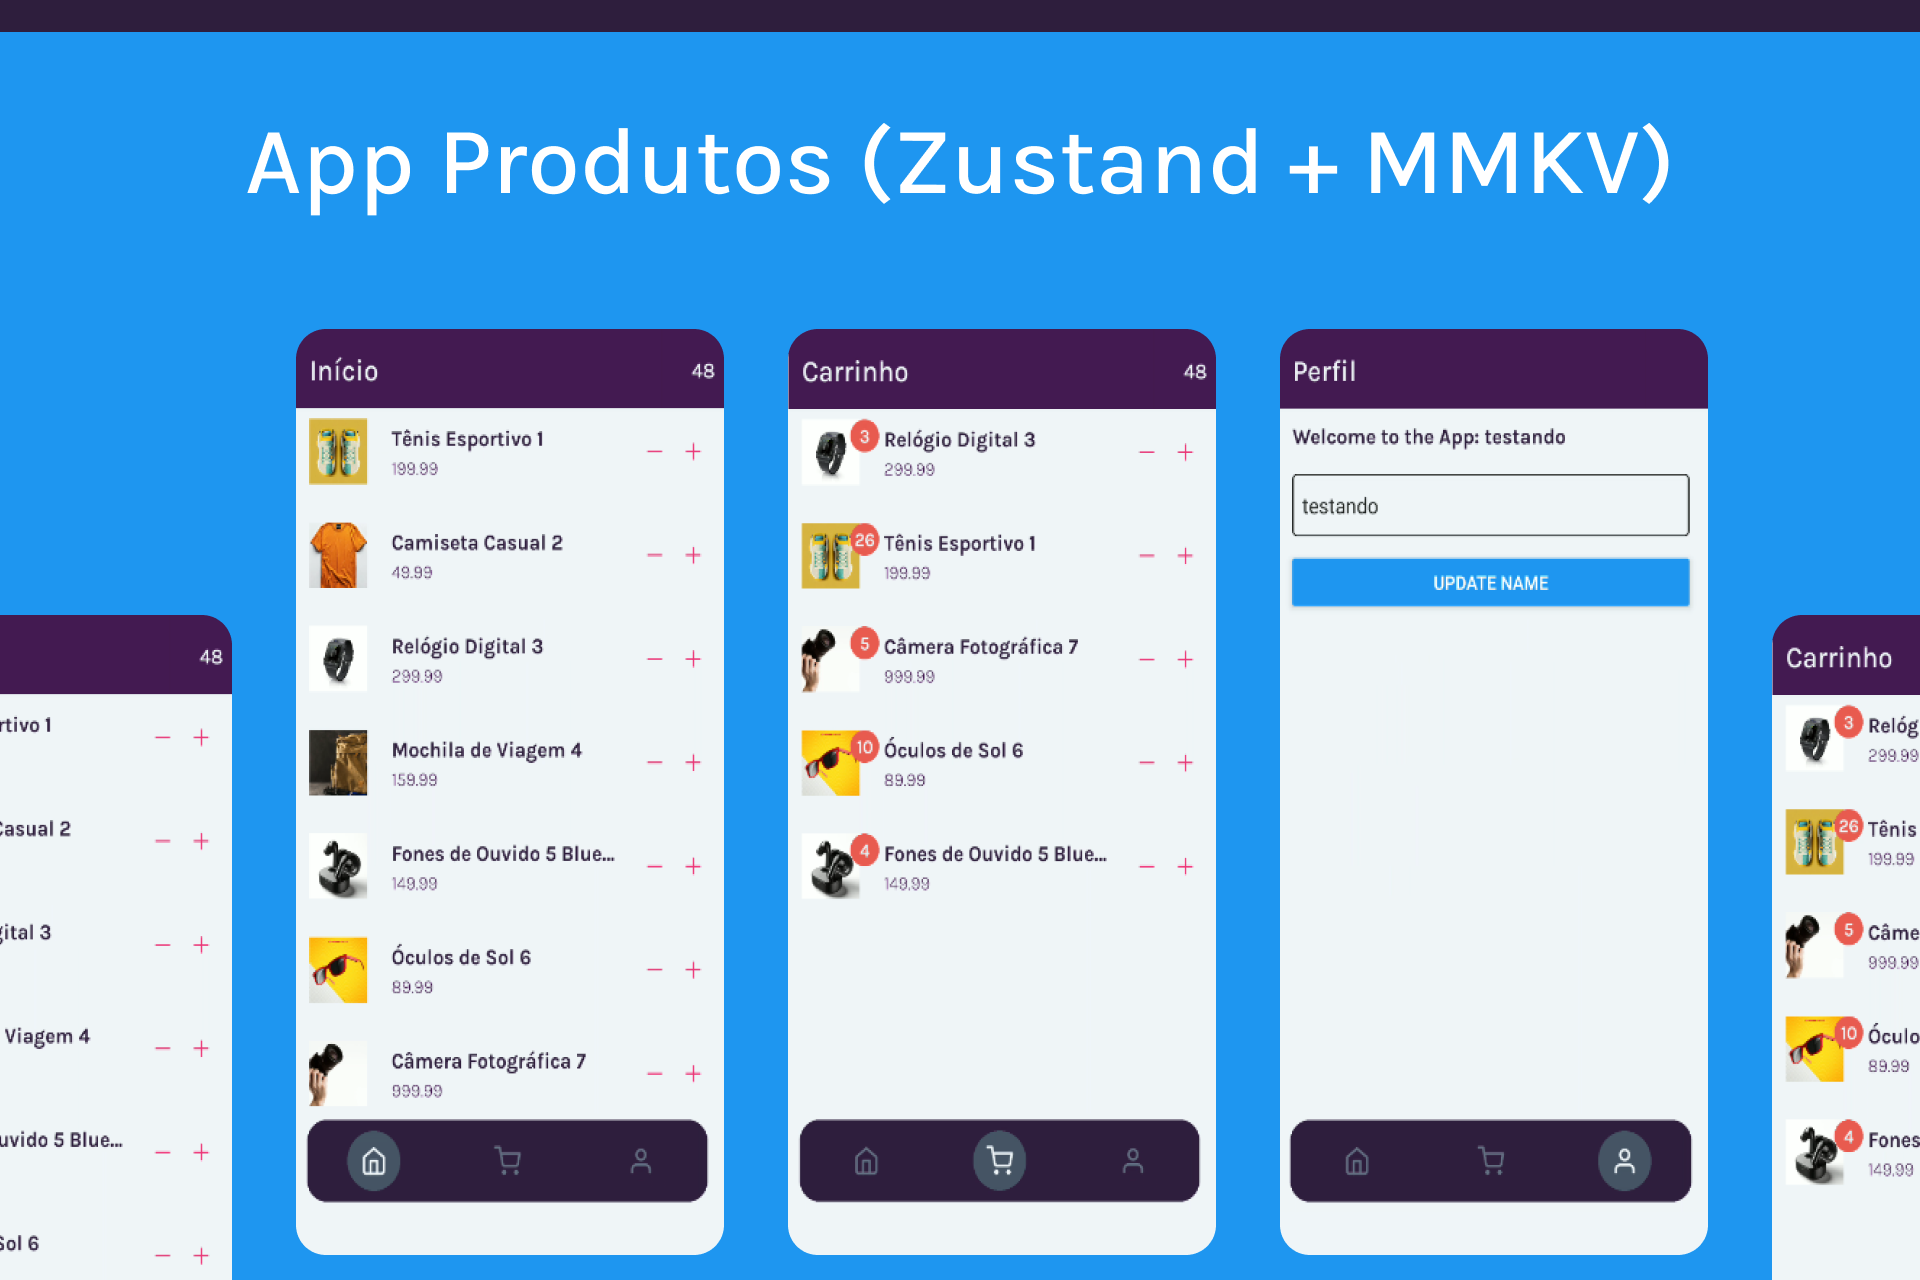 App Produtos (Zustand + MMKV)
Início
48
Tênis Esportivo 1
199.99
Camiseta Casual 2
49.99
Relógio Digital 3
299.99
Mochila de Viagem 4
159.99
Fones de Ouvido 5 Blue...
149.99
Óculos de Sol 6
89.99
Câmera Fotográfica 7
999.99
Carrinho
48
3
Relógio Digital 3
299.99
26
Tênis Esportivo 1
199.99
5
Câmera Fotográfica 7
999.99
10
Óculos de Sol 6
89.99
4
Fones de Ouvido 5 Blue...
149.99
Perfil
Welcome to the App: testando
testando
UPDATE NAME
48
rtivo 1
Casual 2
gital 3
Viagem 4
uvido 5 Blue...
Sol 6
Carrinho
3
Relóg
299.99
26
Tênis
199.99
5
Câme
999.99
10
Óculo
89.99
4
Fones
149.99